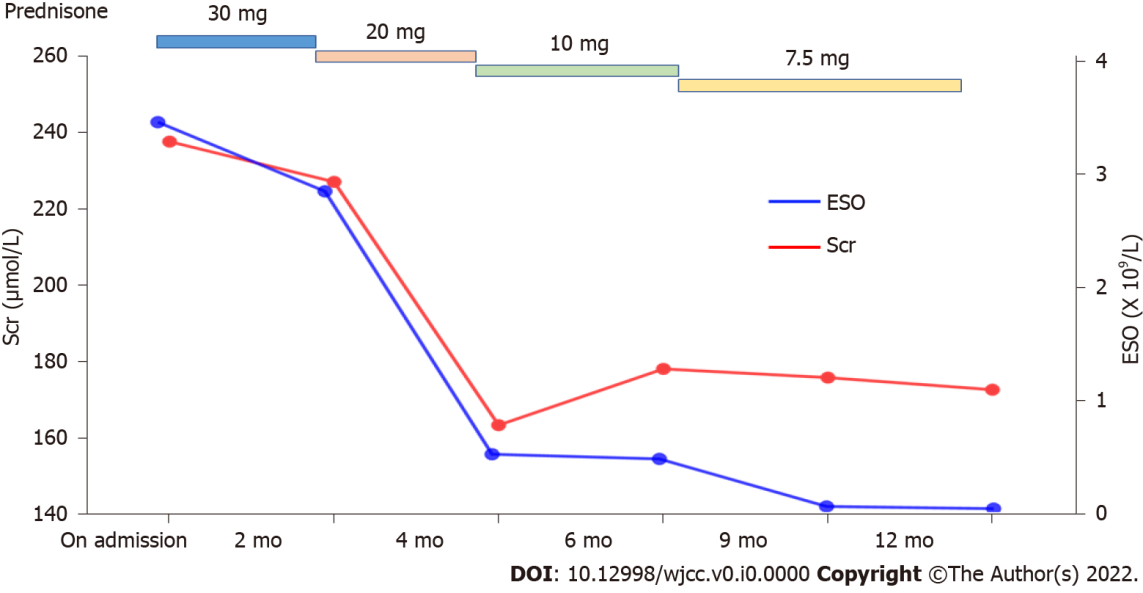 Prednisone
30 mg
20 mg
10 mg
7.5 mg
260
240
220
200
180
160
140
Scr (µmol/L)
4
3
2
1
0
ESO (X 10⁹/L)
ESO
Scr
On admission 2 mo 4 mo 6 mo 9 mo 12 mo
DOI: 10.12998/wjcc.v0.i0.0000 Copyright ©The Author(s) 2022.